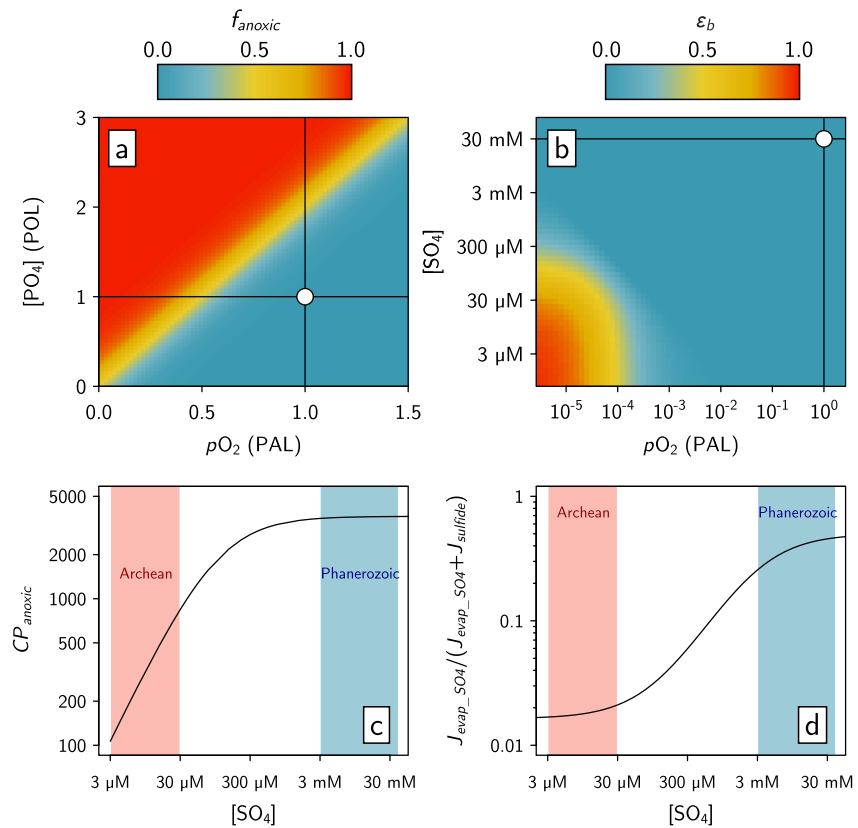 f_anoxic
0.0 0.5 1.0
ε_b
0.0 0.5 1.0
a
3
2
1
0
[PO₄] (POL)
0.0 0.5 1.0 1.5
pO₂ (PAL)
b
30 mM
3 mM
300 µM
30 µM
3 µM
[SO₄]
10⁻⁵ 10⁻⁴ 10⁻³ 10⁻² 10⁻¹ 10⁰
pO₂ (PAL)
5000
2000
1000
500
200
100
CP_anoxic
Archean
Phanerozoic
c
3 µM 30 µM 300 µM 3 mM 30 mM
[SO₄]
1
0.1
0.01
J_evap_SO4/(J_evap_SO4+J_sulfide)
Archean
Phanerozoic
d
3 µM 30 µM 300 µM 3 mM 30 mM
[SO₄]